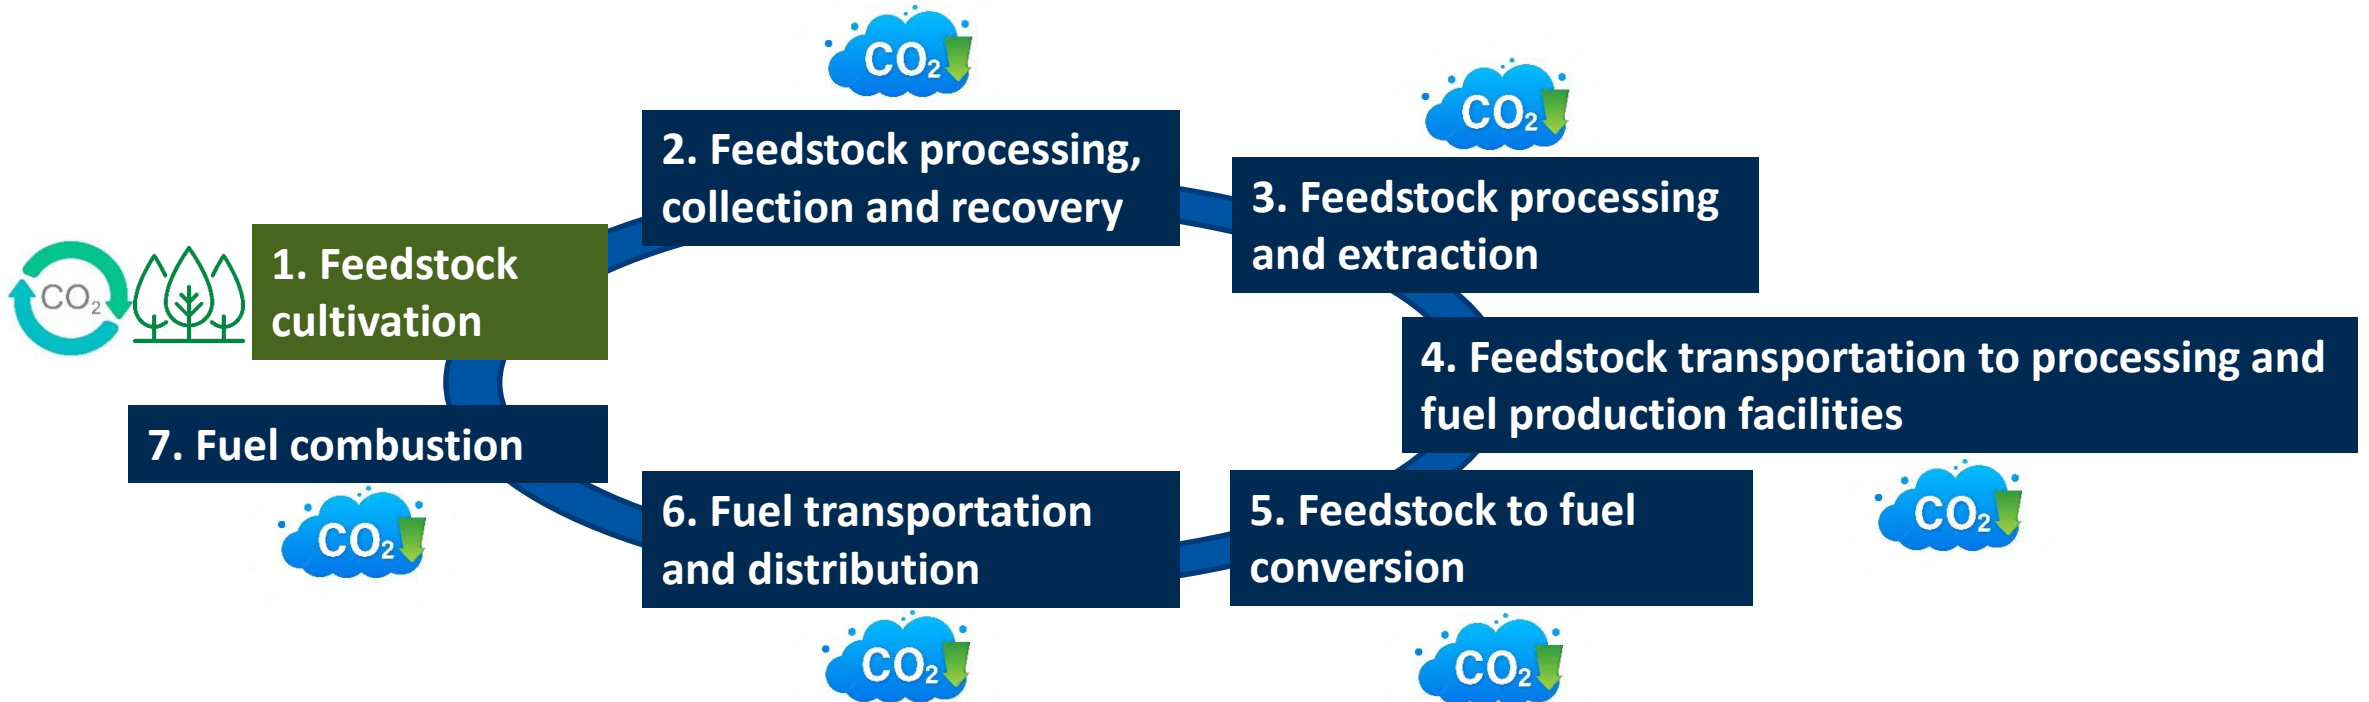 CO₂
2. Feedstock processing,
collection and recovery
CO₂
3. Feedstock processing
and extraction
CO₂
1. Feedstock
cultivation
CO₂
4. Feedstock transportation to processing and
fuel production facilities
CO₂
7. Fuel combustion
CO₂
6. Fuel transportation
and distribution
CO₂
5. Feedstock to fuel
conversion
CO₂